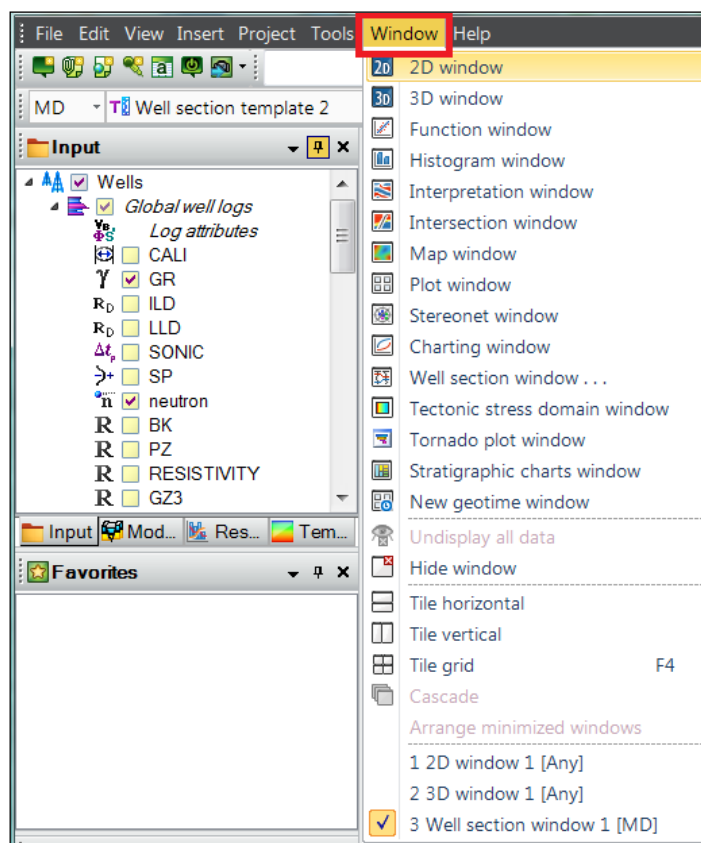 File Edit View Insert Project Tools Window Help
MD Well section template 2
Input
Wells
Global well logs
Log attributes
CALI
GR
ILD
LLD
SONIC
SP
neutron
BK
PZ
RESISTIVITY
GZ3
Input Mod... Res... Tem...
Favorites
2D window
3D window
Function window
Histogram window
Interpretation window
Intersection window
Map window
Plot window
Stereonet window
Charting window
Well section window . . .
Tectonic stress domain window
Tornado plot window
Stratigraphic charts window
New geotime window
Undisplay all data
Hide window
Tile horizontal
Tile vertical
Tile grid F4
Cascade
Arrange minimized windows
1 2D window 1 [Any]
2 3D window 1 [Any]
3 Well section window 1 [MD]